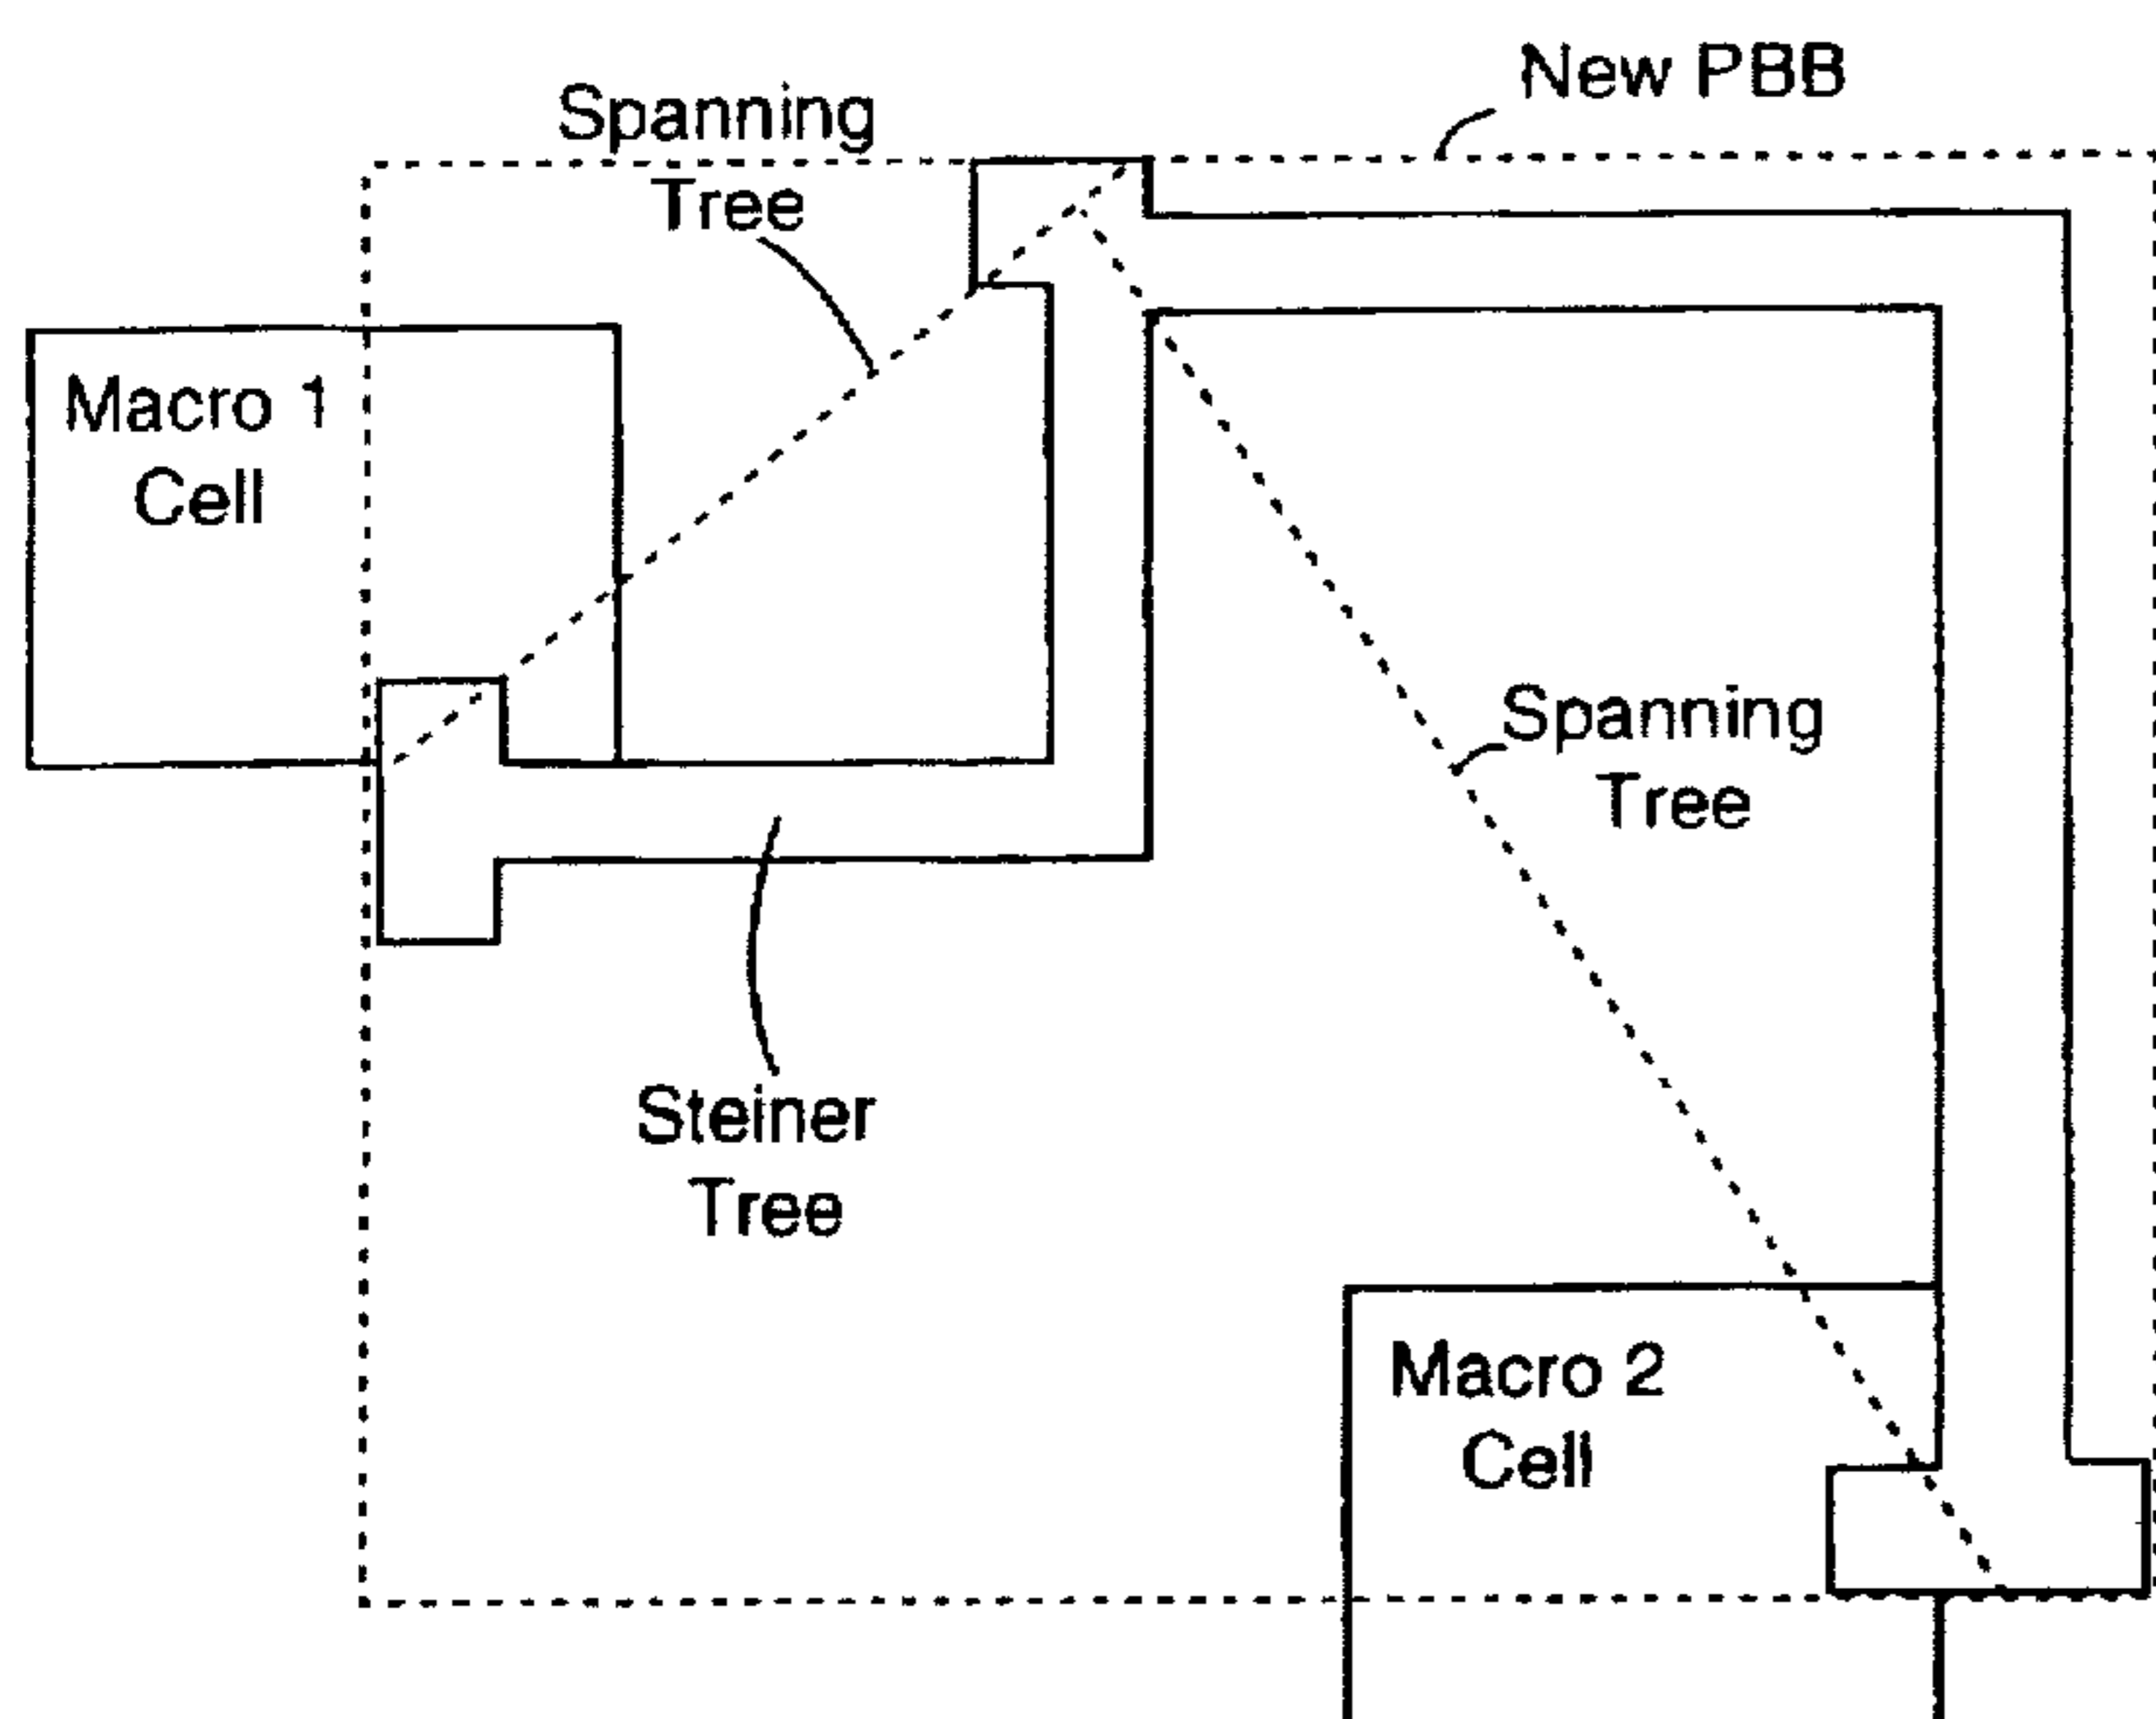 New PBB
Spanning
Tree
Macro 1
Cell
Spanning
Tree
Steiner
Tree
Macro 2
Cell